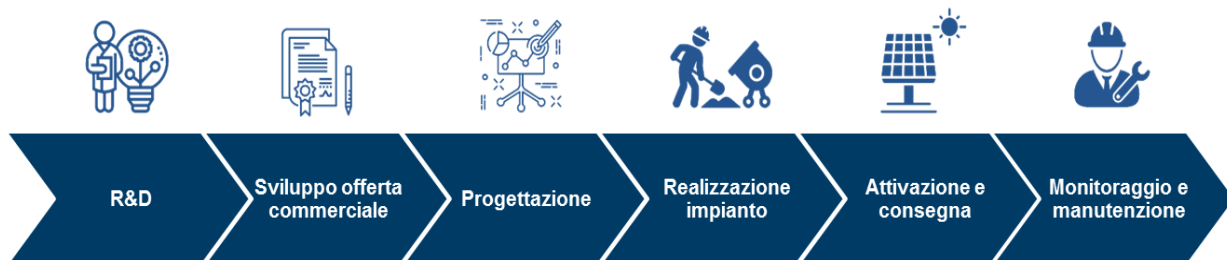 R&D
Sviluppo offerta
commerciale
Progettazione
Realizzazione
impianto
Attivazione e
consegna
Monitoraggio e
manutenzione